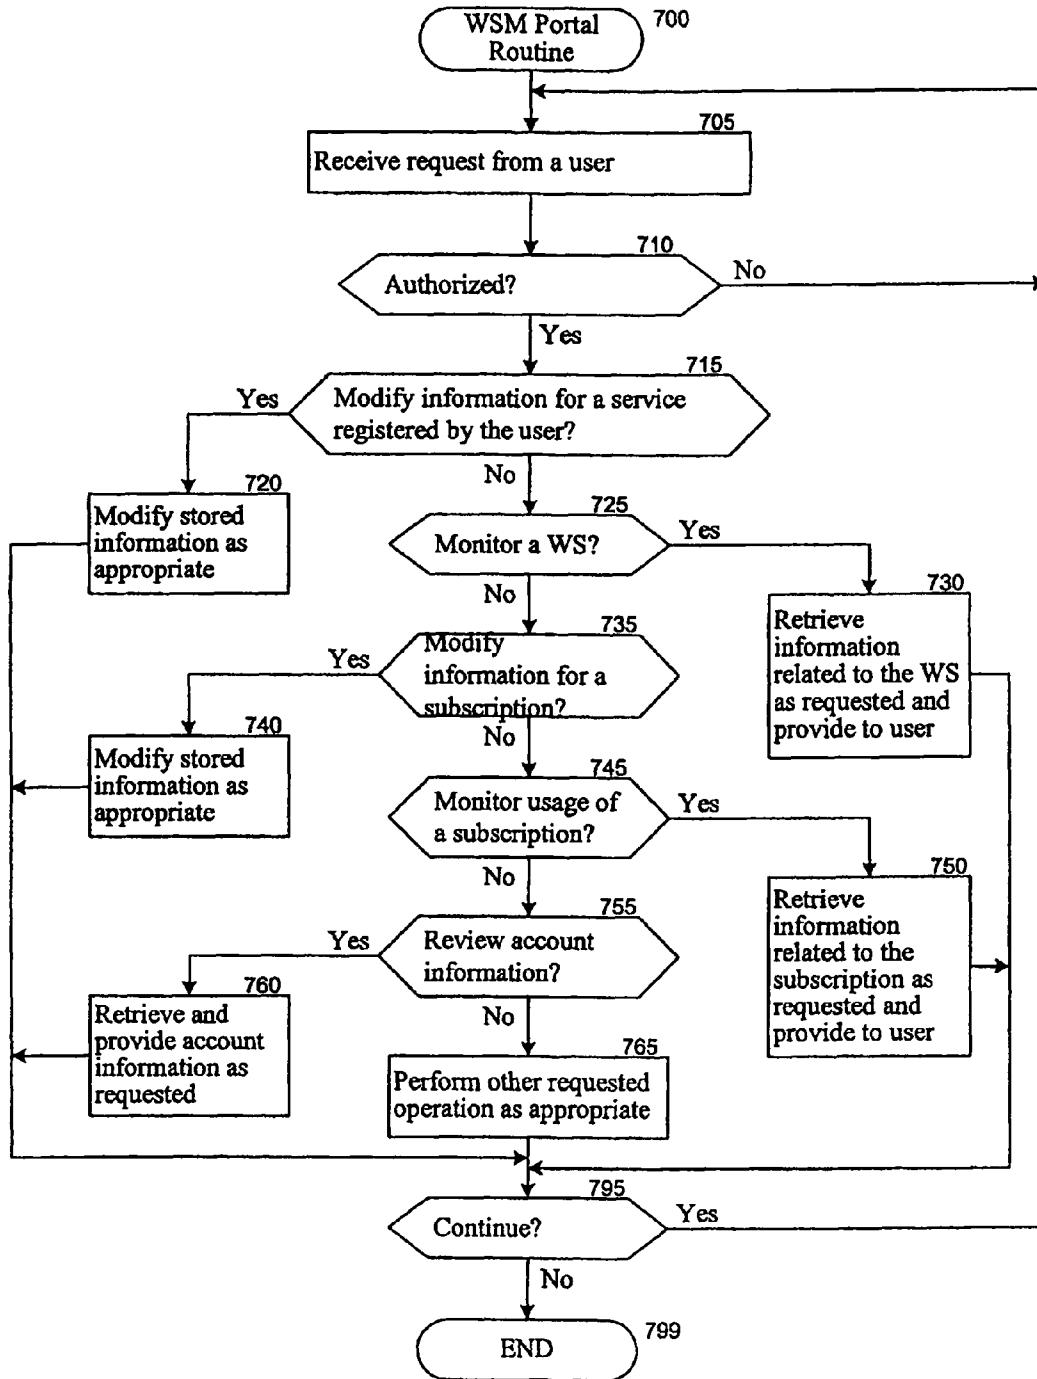 WSM Portal
Routine
700
705
Receive request from a user
710
Authorized?
No
Yes
715
Modify information for a service
registered by the user?
Yes
No
720
Modify stored
information as
appropriate
725
Monitor a WS?
Yes
No
730
Retrieve
information
related to the WS
as requested and
provide to user
735
Modify
information for a
subscription?
Yes
No
740
Modify stored
information as
appropriate
745
Monitor usage of
a subscription?
Yes
No
750
Retrieve
information
related to the
subscription as
requested and
provide to user
755
Review account
information?
Yes
No
760
Retrieve and
provide account
information as
requested
765
Perform other requested
operation as appropriate
795
Continue?
Yes
No
END
799